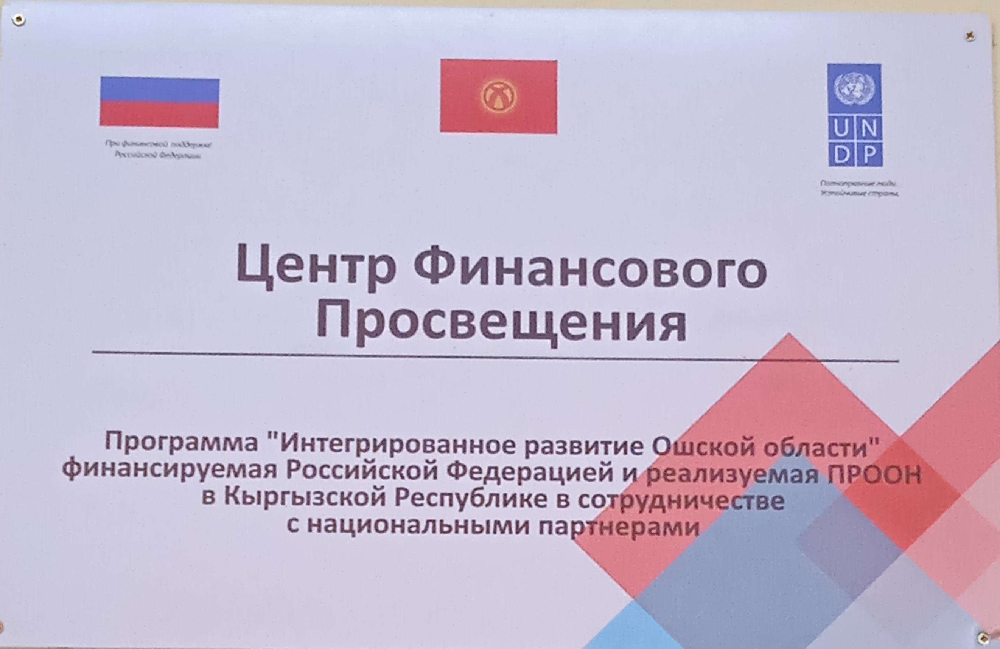 При финансовой поддержке
Российской Федерации
U N
D P
Полноправные люди.
Устойчивые страны.
Центр Финансового
Просвещения
Программа "Интегрированное развитие Ошской области"
финансируемая Российской Федерацией и реализуемая ПРООН
в Кыргызской Республике в сотрудничестве
с национальными партнерами